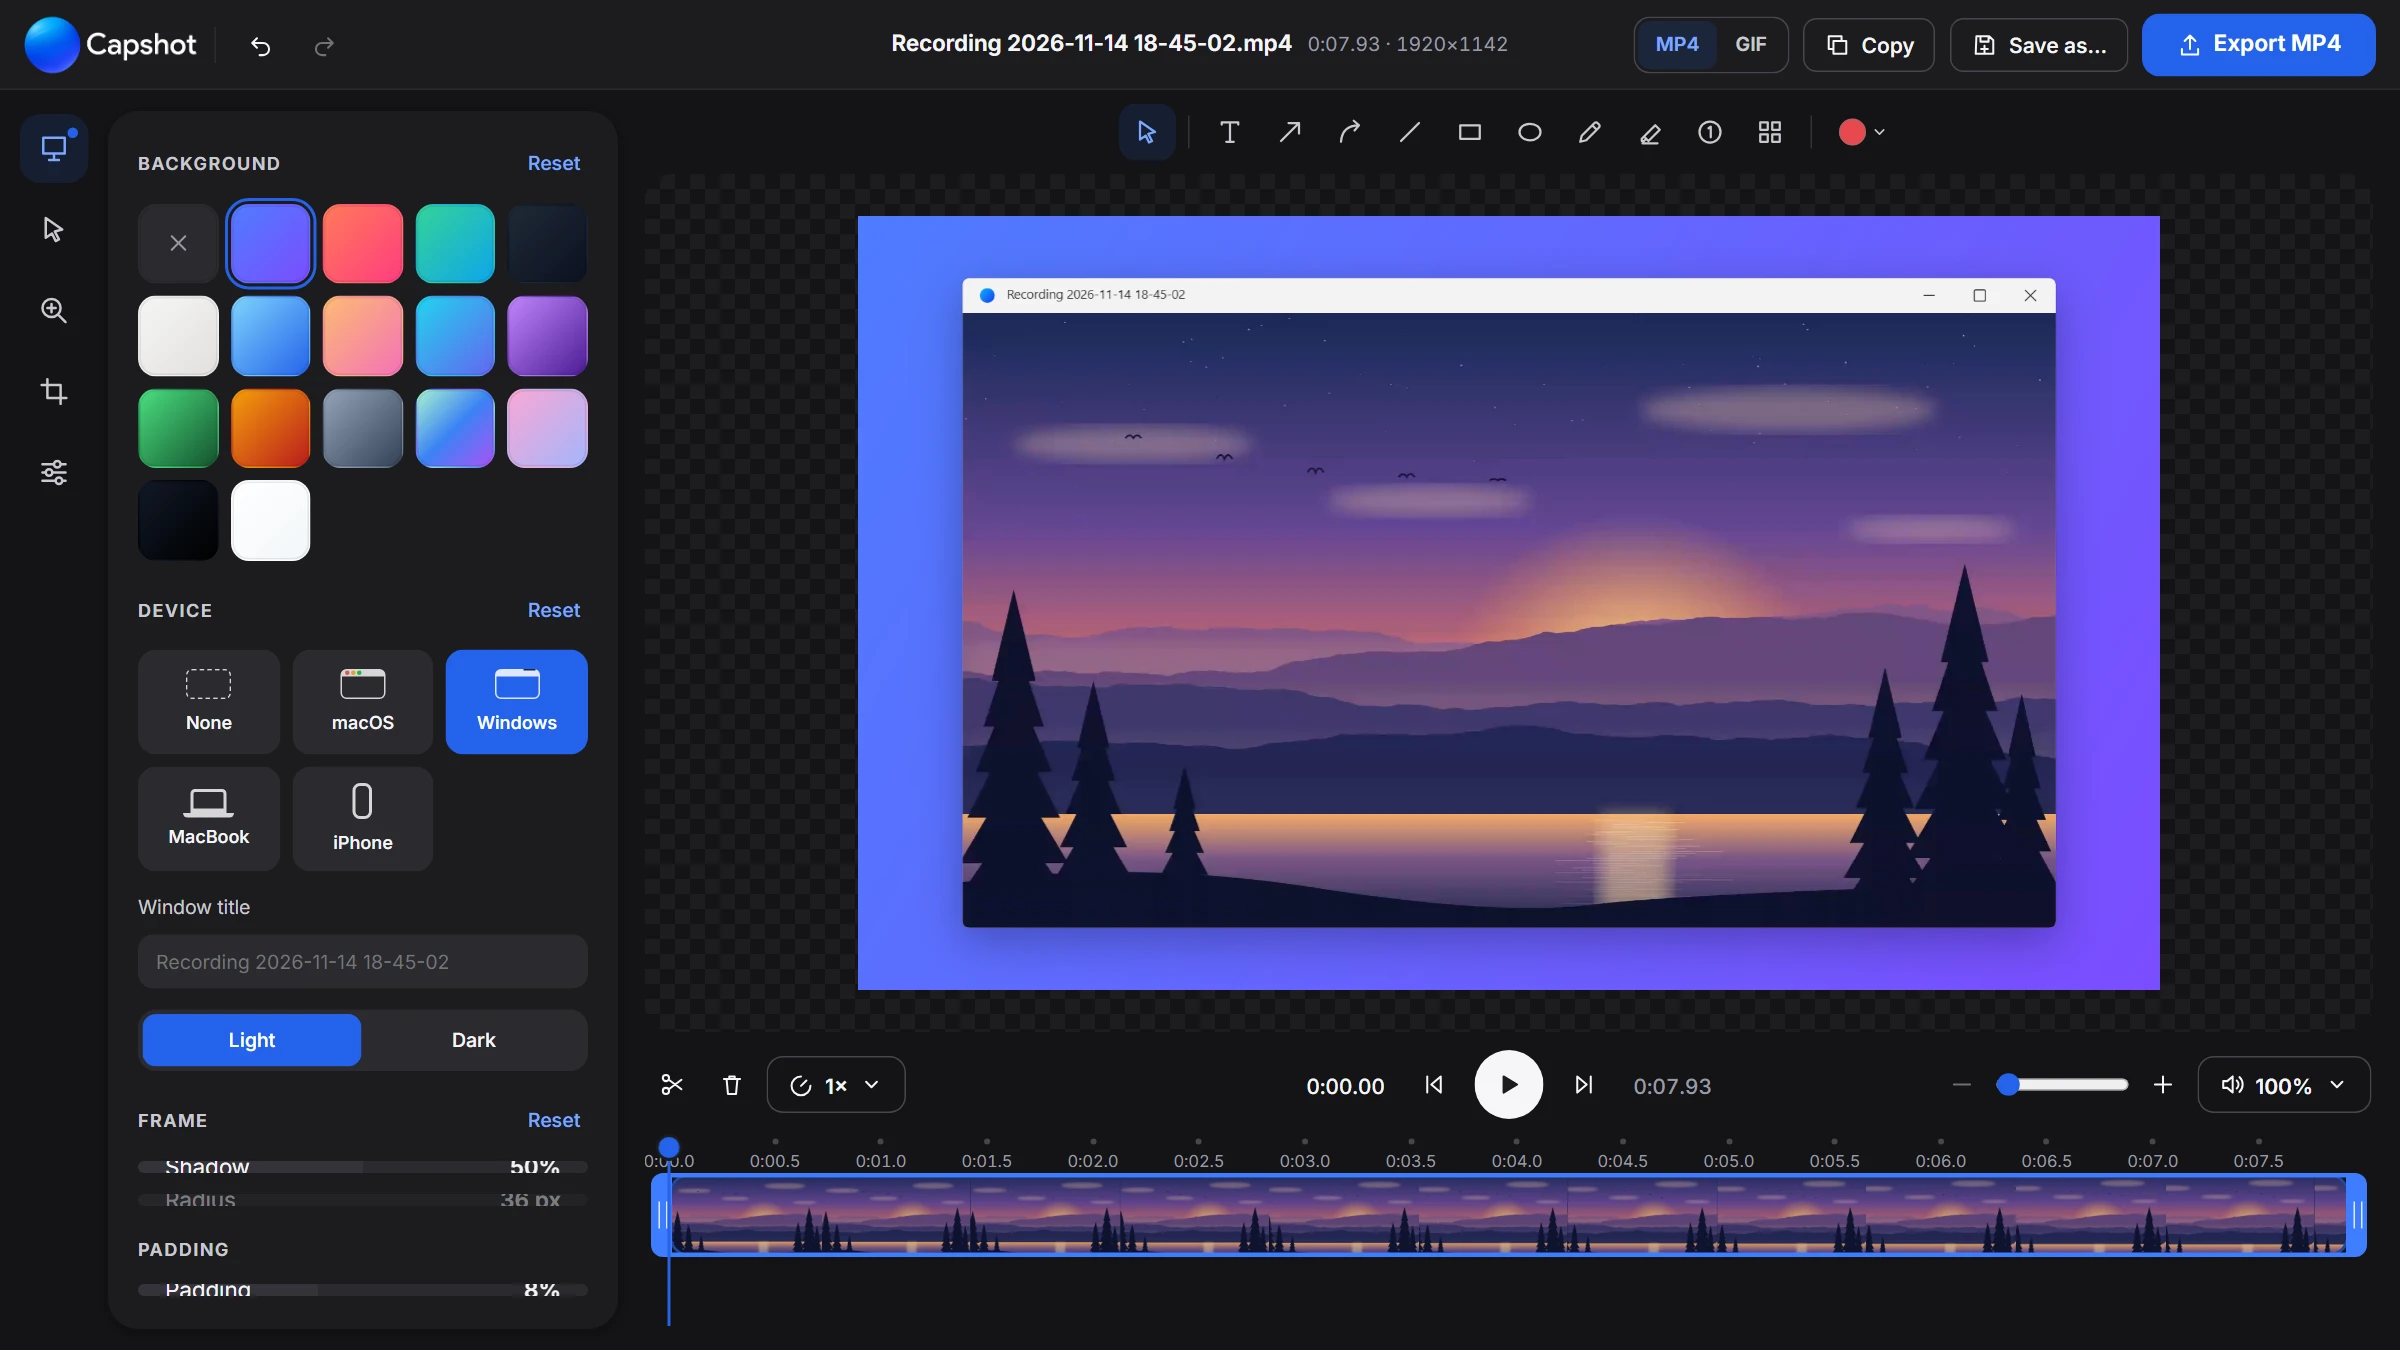 Capshot
Recording 2026-11-14 18-45-02.mp4 0:07.93 · 1920×1142
MP4 GIF
Copy
Save as...
Export MP4
BACKGROUND Reset
DEVICE Reset
None macOS Windows
MacBook iPhone
Window title
Recording 2026-11-14 18-45-02
Light Dark
FRAME Reset
Shadow 50%
Radius 36 px
PADDING
Padding 8%
1
Recording 2026-11-14 18-45-02
1× 0:00.00 0:07.93 100%
0:00.0 0:00.5 0:01.0 0:01.5 0:02.0 0:02.5 0:03.0 0:03.5 0:04.0 0:04.5 0:05.0 0:05.5 0:06.0 0:06.5 0:07.0 0:07.5